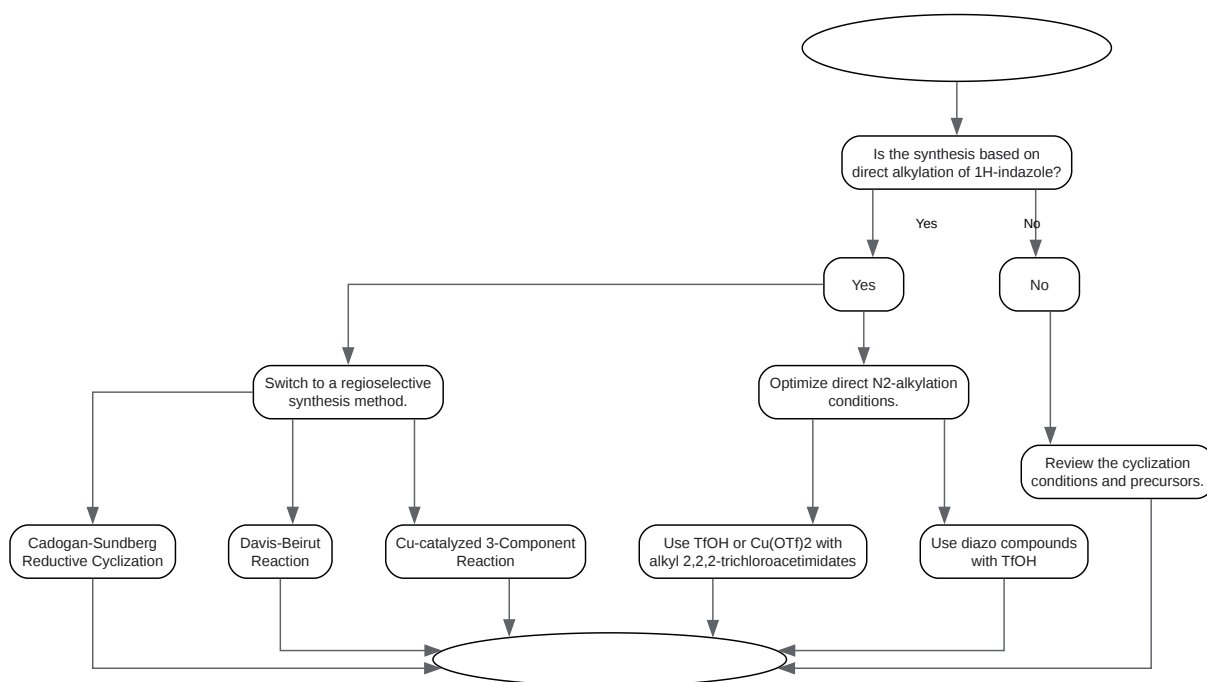 Is the synthesis based on
direct alkylation of 1H-indazole?
Yes
No
Yes
No
Switch to a regioselective
synthesis method.
Optimize direct N2-alkylation
conditions.
Review the cyclization
conditions and precursors.
Cadogan-Sundberg
Reductive Cyclization
Davis-Beirut
Reaction
Cu-catalyzed 3-Component
Reaction
Use TfOH or Cu(OTf)2 with
alkyl 2,2,2-trichloroacetimidates
Use diazo compounds
with TfOH